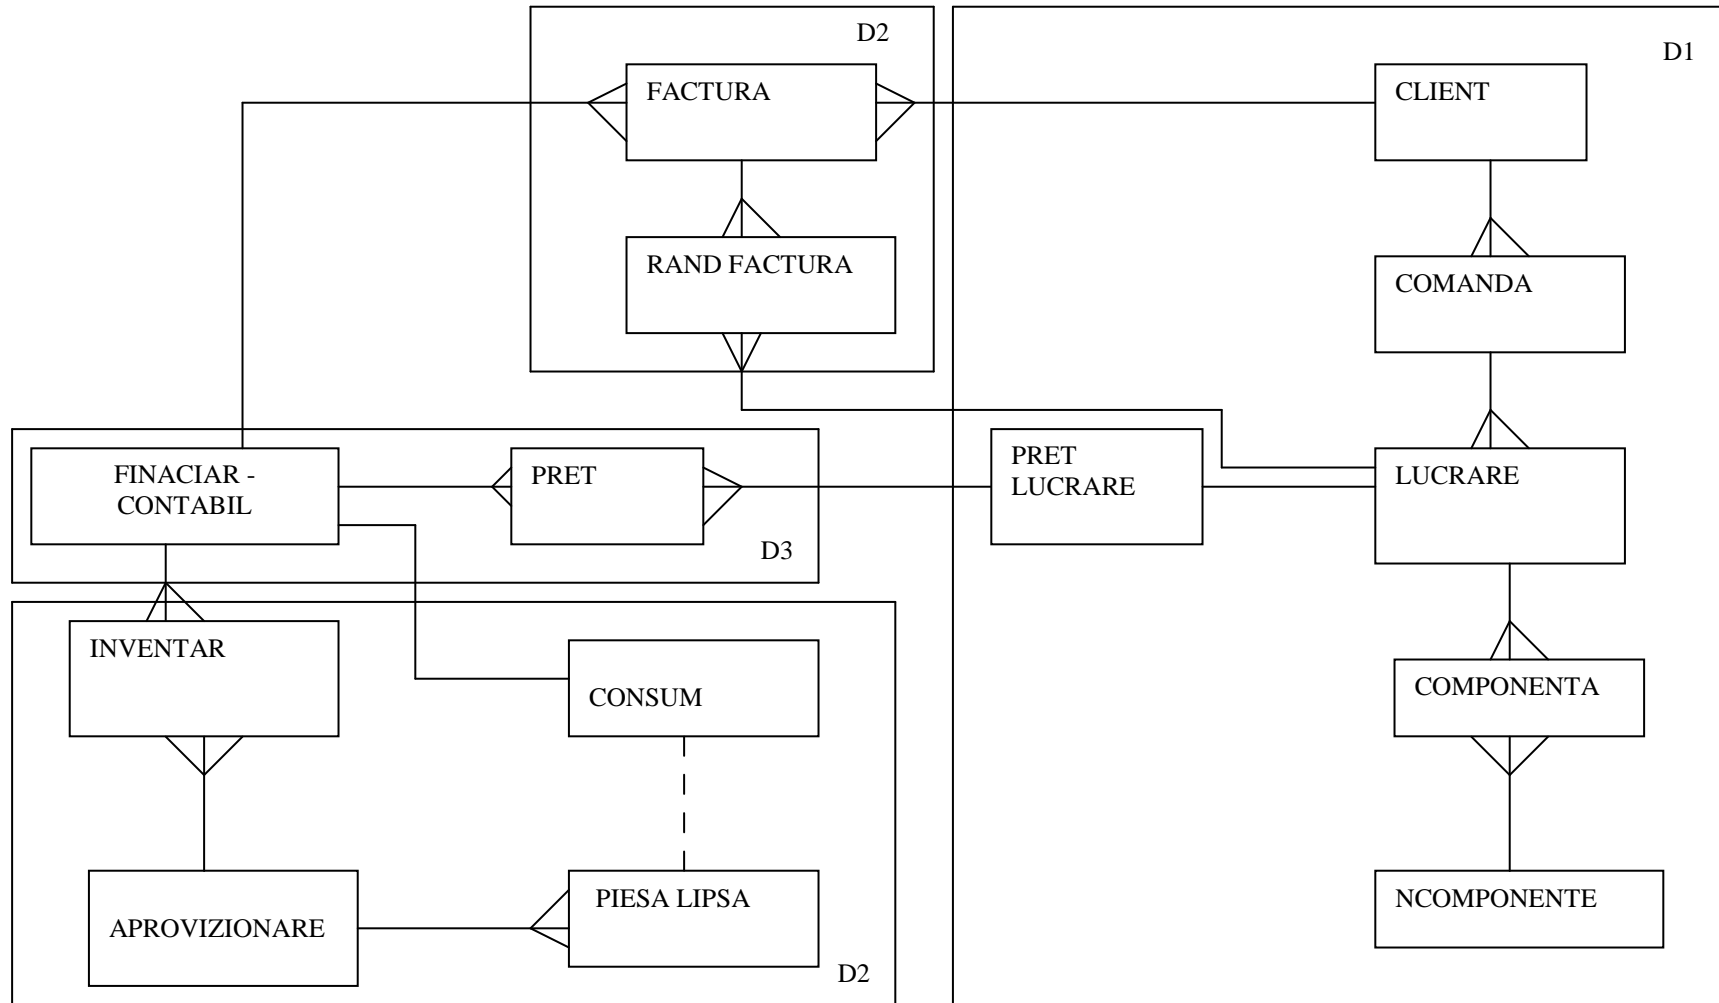 D2
D1
FACTURA
CLIENT
RAND FACTURA
COMANDA
FINACIAR -
CONTABIL
PRET
PRET
LUCRARE
LUCRARE
D3
INVENTAR
CONSUM
COMPONENTA
APROVIZIONARE
PIESA LIPSA
NCOMPONENTE
D2